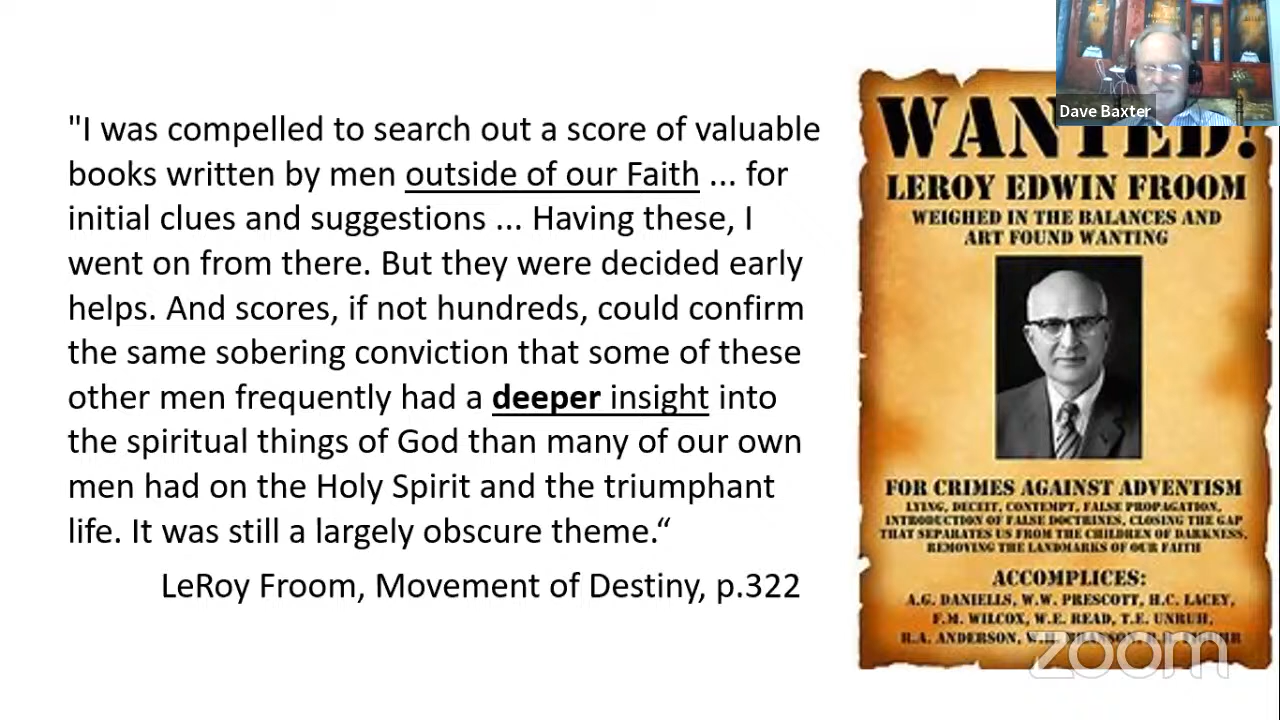 "I was compelled to search out a score of valuable
books written by men outside of our Faith ... for
initial clues and suggestions ... Having these, I
went on from there. But they were decided early
helps. And scores, if not hundreds, could confirm
the same sobering conviction that some of these
other men frequently had a deeper insight into
the spiritual things of God than many of our own
men had on the Holy Spirit and the triumphant
life. It was still a largely obscure theme.“
LeRoy Froom, Movement of Destiny, p.322
Dave Baxter
WANTED!
LEROY EDWIN FROOM
WEIGHED IN THE BALANCES AND
ART FOUND WANTING
FOR CRIMES AGAINST ADVENTISM
LYING, DECEIT, CONTEMPT, FALSE PROPAGATION,
INTRODUCTION OF FALSE DOCTRINES, CLOSING THE GAP
THAT SEPARATES US FROM THE CHILDREN OF DARKNESS,
REMOVING THE LANDMARKS OF OUR FAITH
ACCOMPLICES:
A.G. DANIELLS, W.W. PRESCOTT, H.C. LACEY,
F.M. WILCOX, W.E. READ, T.E. UNRUH,
R.A. ANDERSON,
zoom